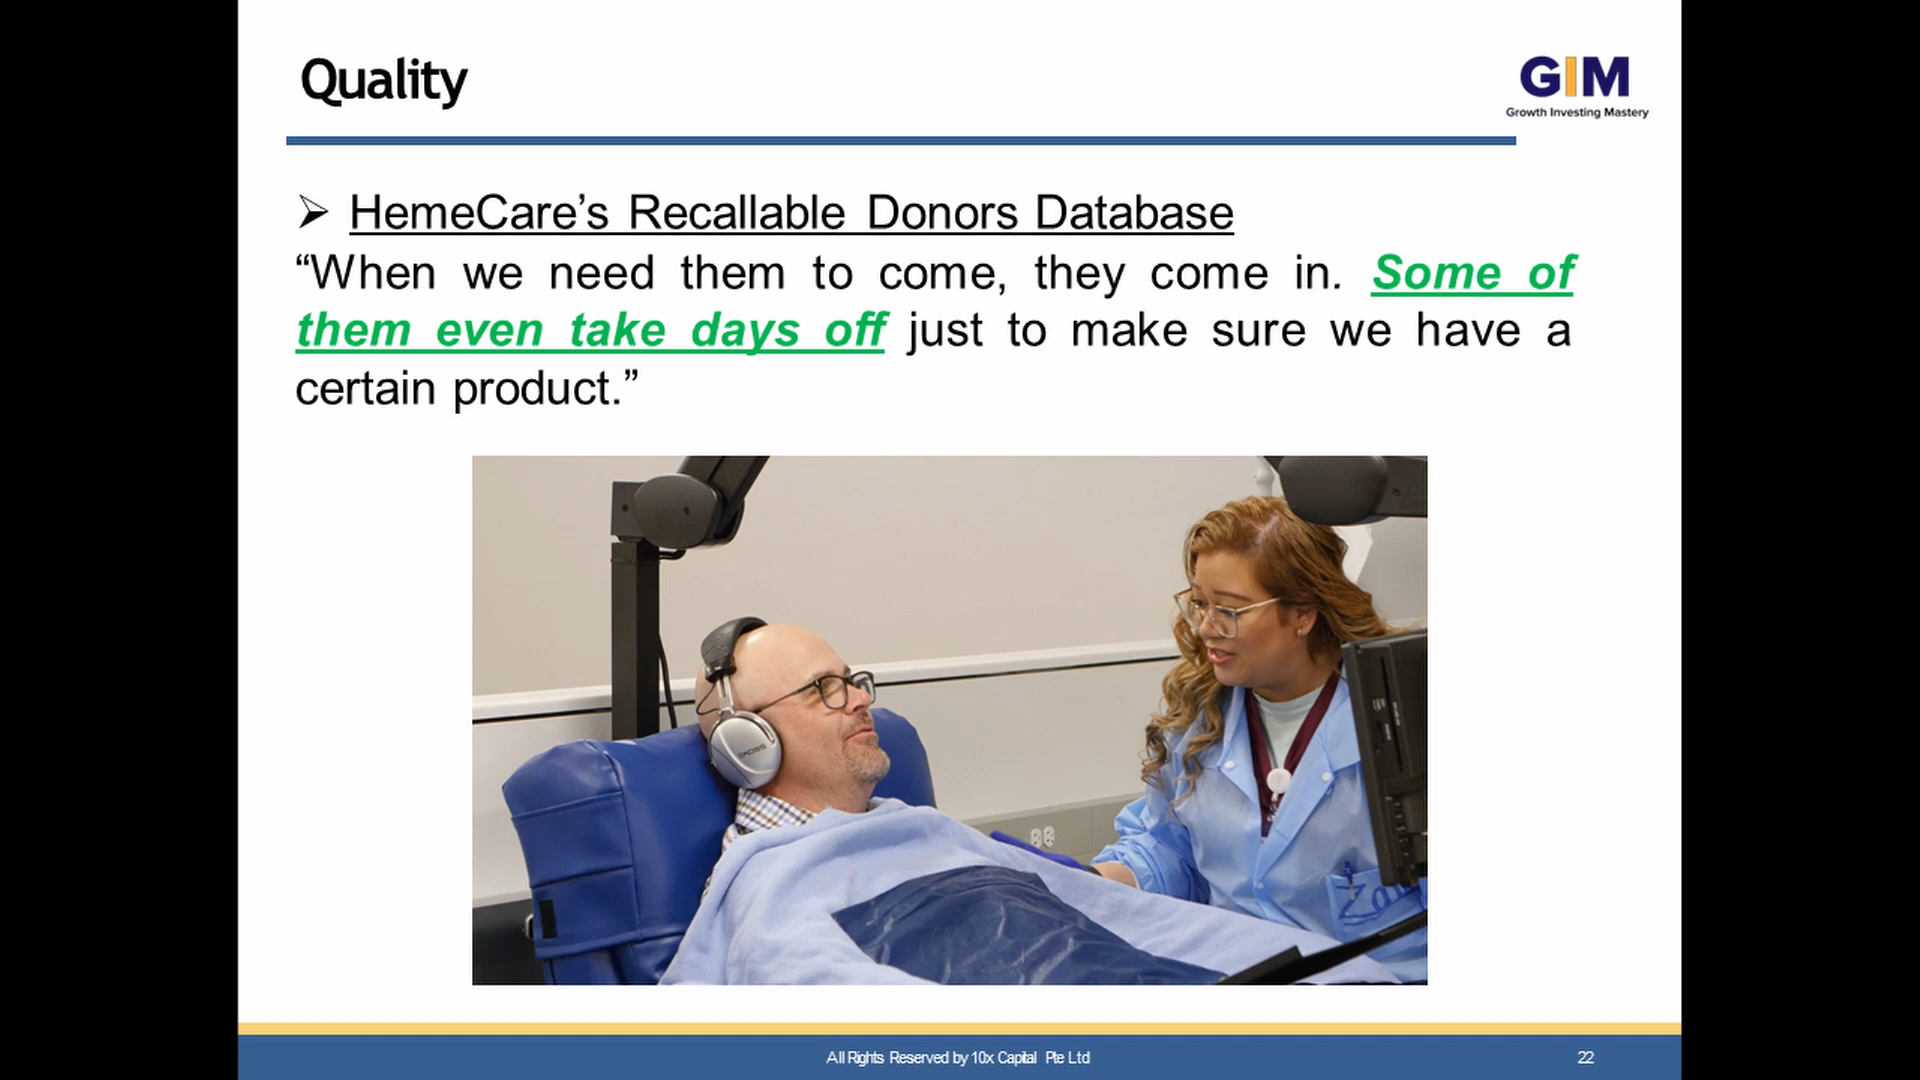 Quality
GIM
Growth Investing Mastery
➢ HemeCare’s Recallable Donors Database
“When we need them to come, they come in. Some of
them even take days off just to make sure we have a
certain product.”
KOSS
All Rights Reserved by 10x Capital Pte Ltd
22